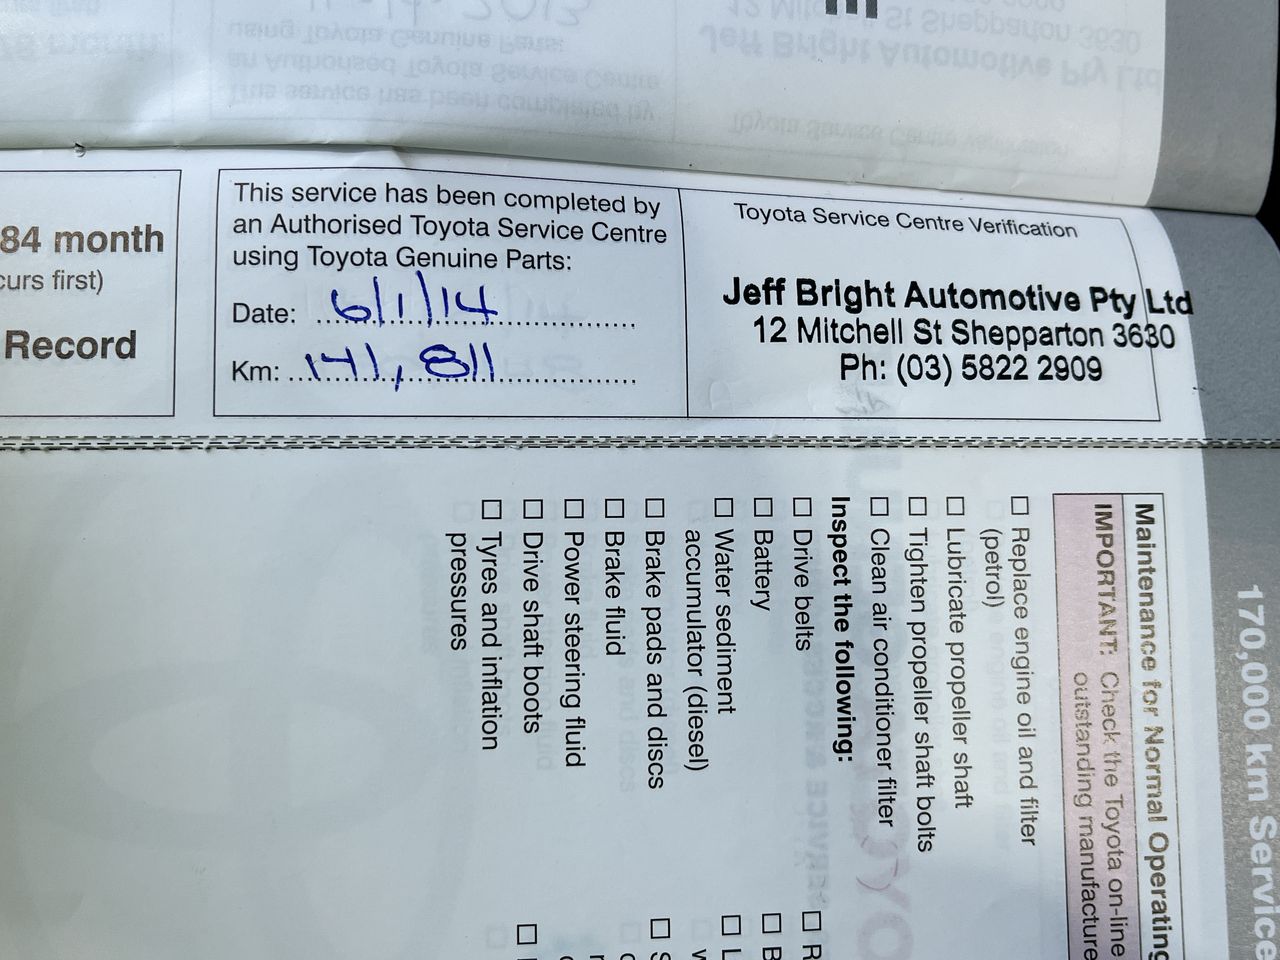 84 month
curs first)
Record
This service has been completed by
an Authorised Toyota Service Centre
using Toyota Genuine Parts:
Date: 6/1/14
Km: 141,811
Toyota Service Centre Verification
Jeff Bright Automotive Pty Ltd
12 Mitchell St Shepparton 3630
Ph: (03) 5822 2909
170,000 km Service
Maintenance for Normal Operating
IMPORTANT: Check the Toyota on-line
outstanding manufacture
☐ Replace engine oil and filter
(petrol)
☐ Lubricate propeller shaft
☐ Tighten propeller shaft bolts
☐ Clean air conditioner filter
Inspect the following:
☐ Drive belts
☐ Battery
☐ Water sediment
accumulator (diesel)
☐ Brake pads and discs
☐ Brake fluid
☐ Power steering fluid
☐ Drive shaft boots
☐ Tyres and inflation
pressures